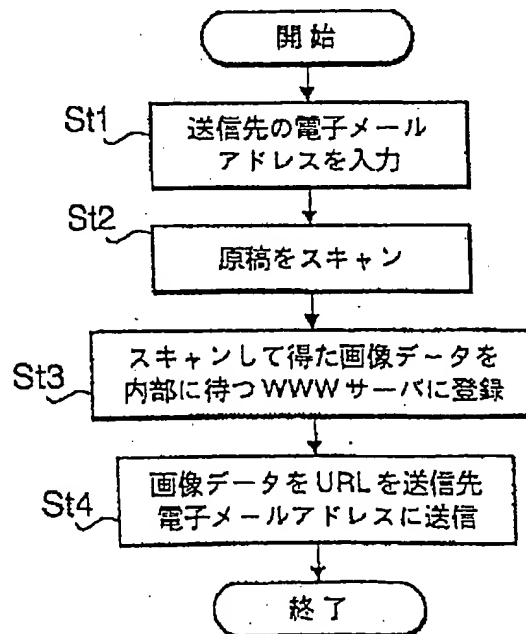 開始
St1
送信先の電子メール
アドレスを入力
St2
原稿をスキャン
St3
スキャンして得た画像データを
内部に待つWWWサーバに登録
St4
画像データをURLを送信先
電子メールアドレスに送信
終了